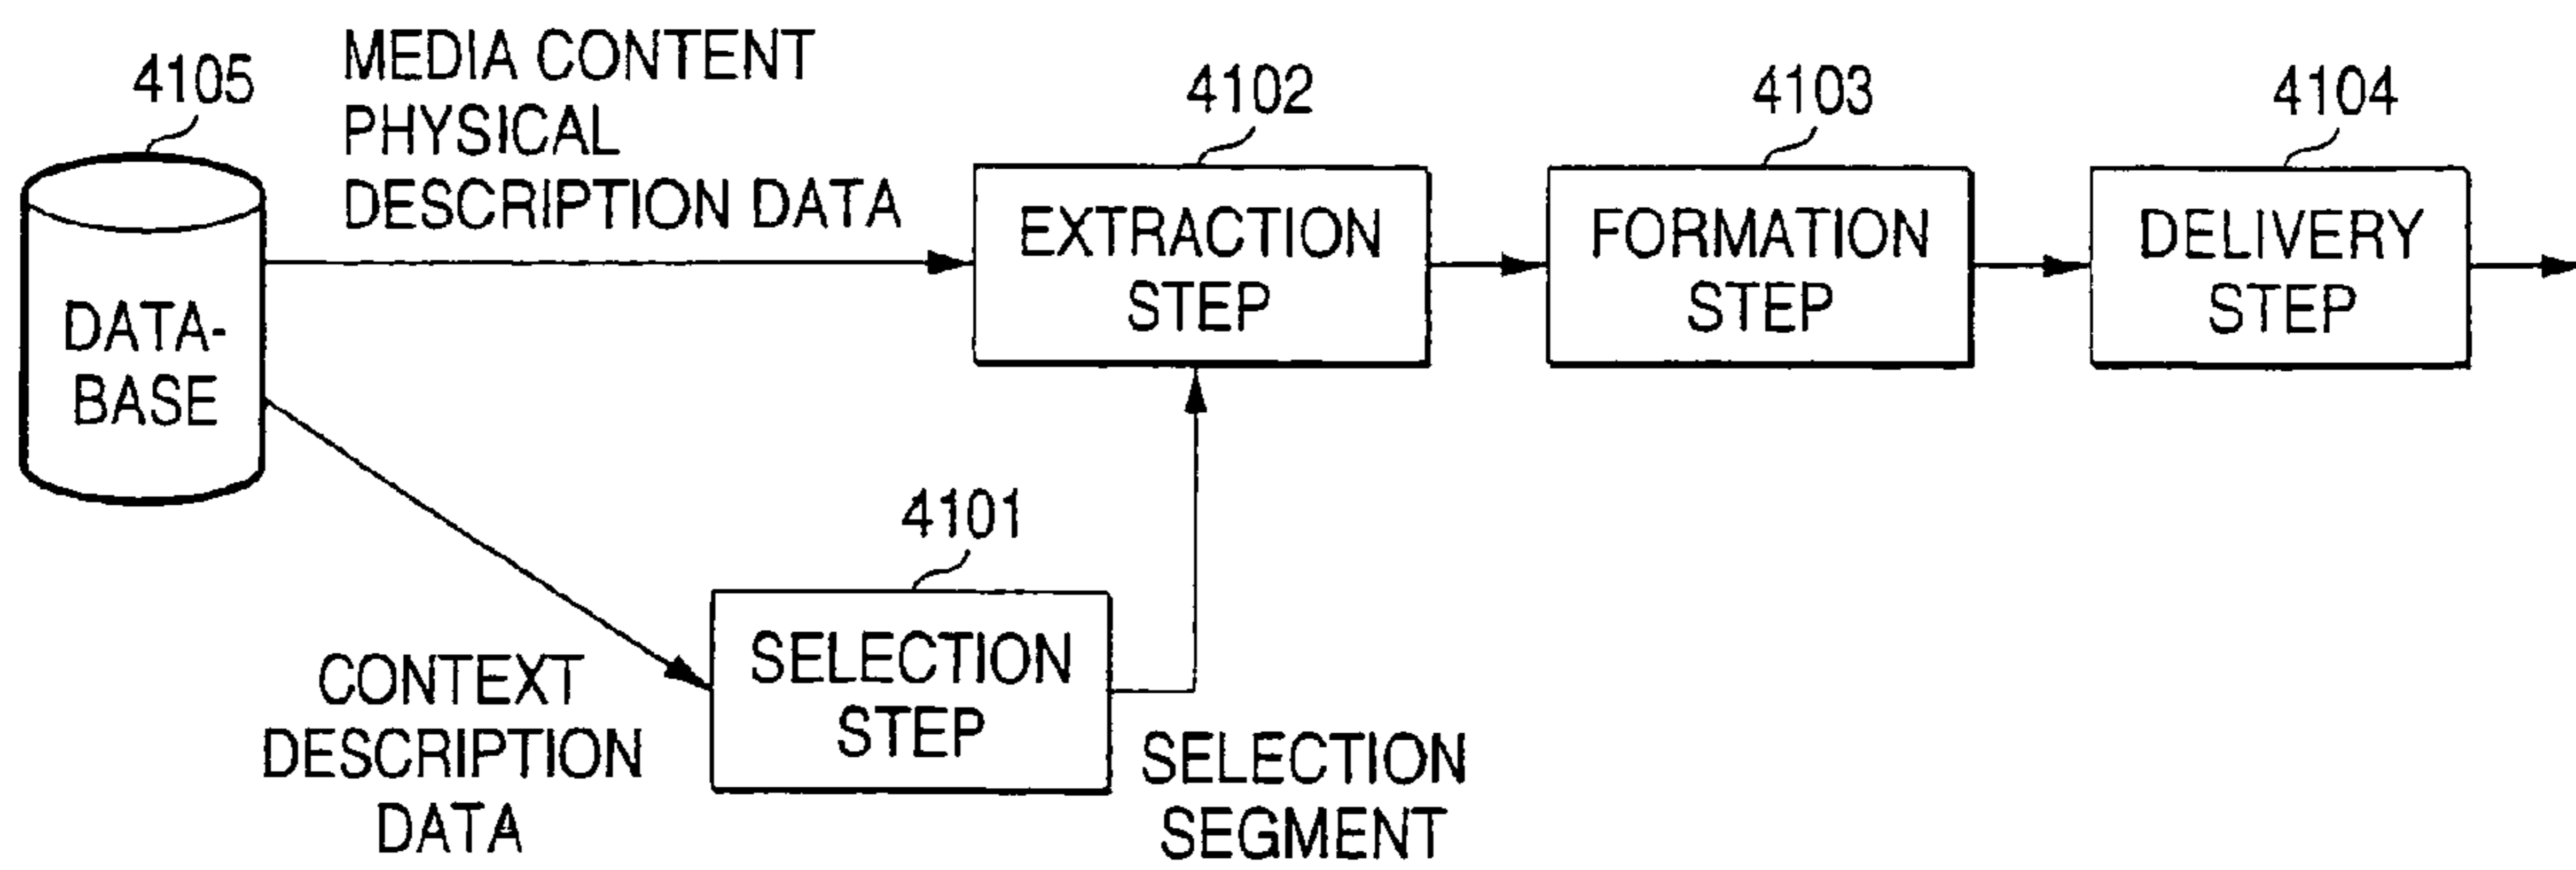 4105
MEDIA CONTENT
PHYSICAL
DESCRIPTION DATA
4102
4103
4104
DATA-
BASE
EXTRACTION
STEP
FORMATION
STEP
DELIVERY
STEP
4101
SELECTION
STEP
CONTEXT
DESCRIPTION
DATA
SELECTION
SEGMENT